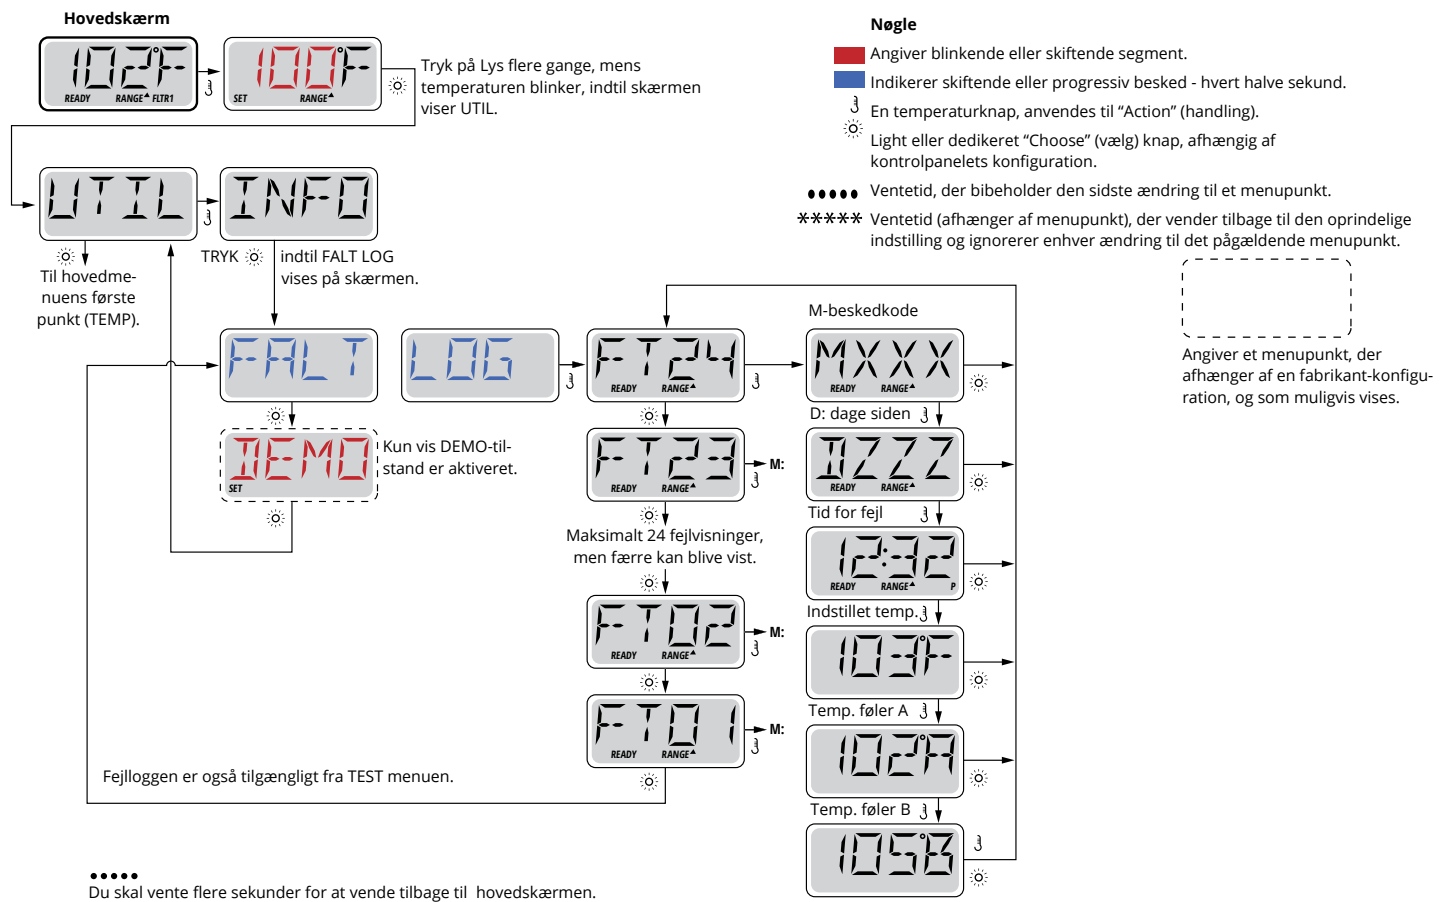 Hovedskærm
102°F
READY RANGE FLTR1
100°F
SET RANGE
Tryk på Lys flere gange, mens
temperaturen blinker, indtil skærmen
viser UTIL.
Nøgle
Angiver blinkende eller skiftende segment.
Indikerer skiftende eller progressiv besked - hvert halve sekund.
En temperaturknap, anvendes til “Action” (handling).
Light eller dedikeret “Choose” (vælg) knap, afhængig af
kontrolpanelets konfiguration.
Ventetid, der bibeholder den sidste ændring til et menupunkt.
***** Ventetid (afhænger af menupunkt), der vender tilbage til den oprindelige
indstilling og ignorerer enhver ændring til det pågældende menupunkt.
Angiver et menupunkt, der
afhænger af en fabrikant-konfigu-
ration, og som muligvis vises.
UTIL
INFO
Til hovedme-
nuens første
punkt (TEMP).
TRYK indtil FALT LOG
vises på skærmen.
FALT
LOG
DEMO
SET
Kun vis DEMO-til-
stand er aktiveret.
FT24
READY RANGE
FT23
READY RANGE
M:
Maksimalt 24 fejlvisninger,
men færre kan blive vist.
FT02
READY RANGE
M:
FT01
READY RANGE
M:
M-beskedkode
MXXX
READY RANGE
D: dage siden
DZZZ
READY RANGE
Tid for fejl
12:32
READY RANGE P
Indstillet temp.
103°F
Temp. føler A
102°A
Temp. føler B
105°B
Fejlloggen er også tilgængligt fra TEST menuen.
Du skal vente flere sekunder for at vende tilbage til hovedskærmen.